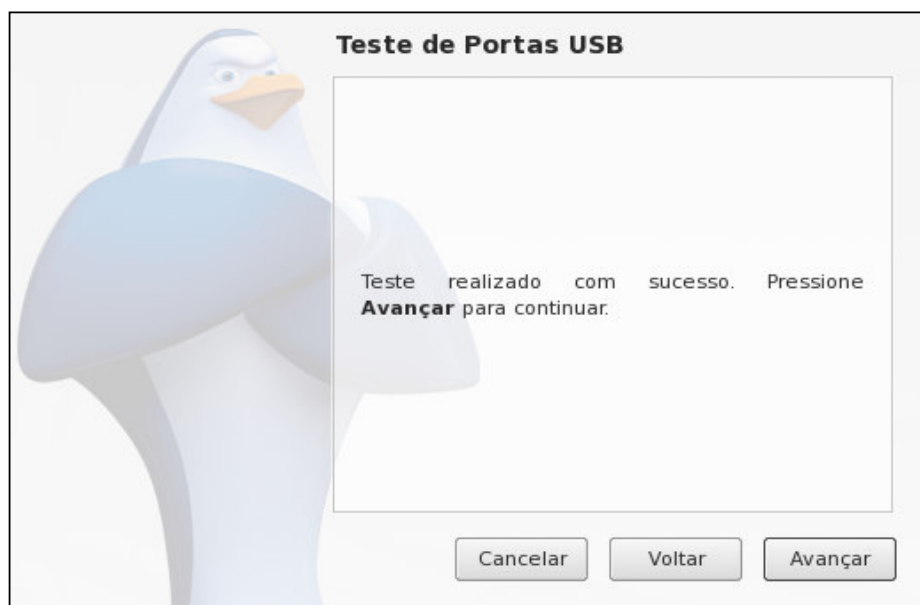 Teste de Portas USB
Teste realizado com sucesso. Pressione
Avançar para continuar.
Cancelar Voltar Avançar